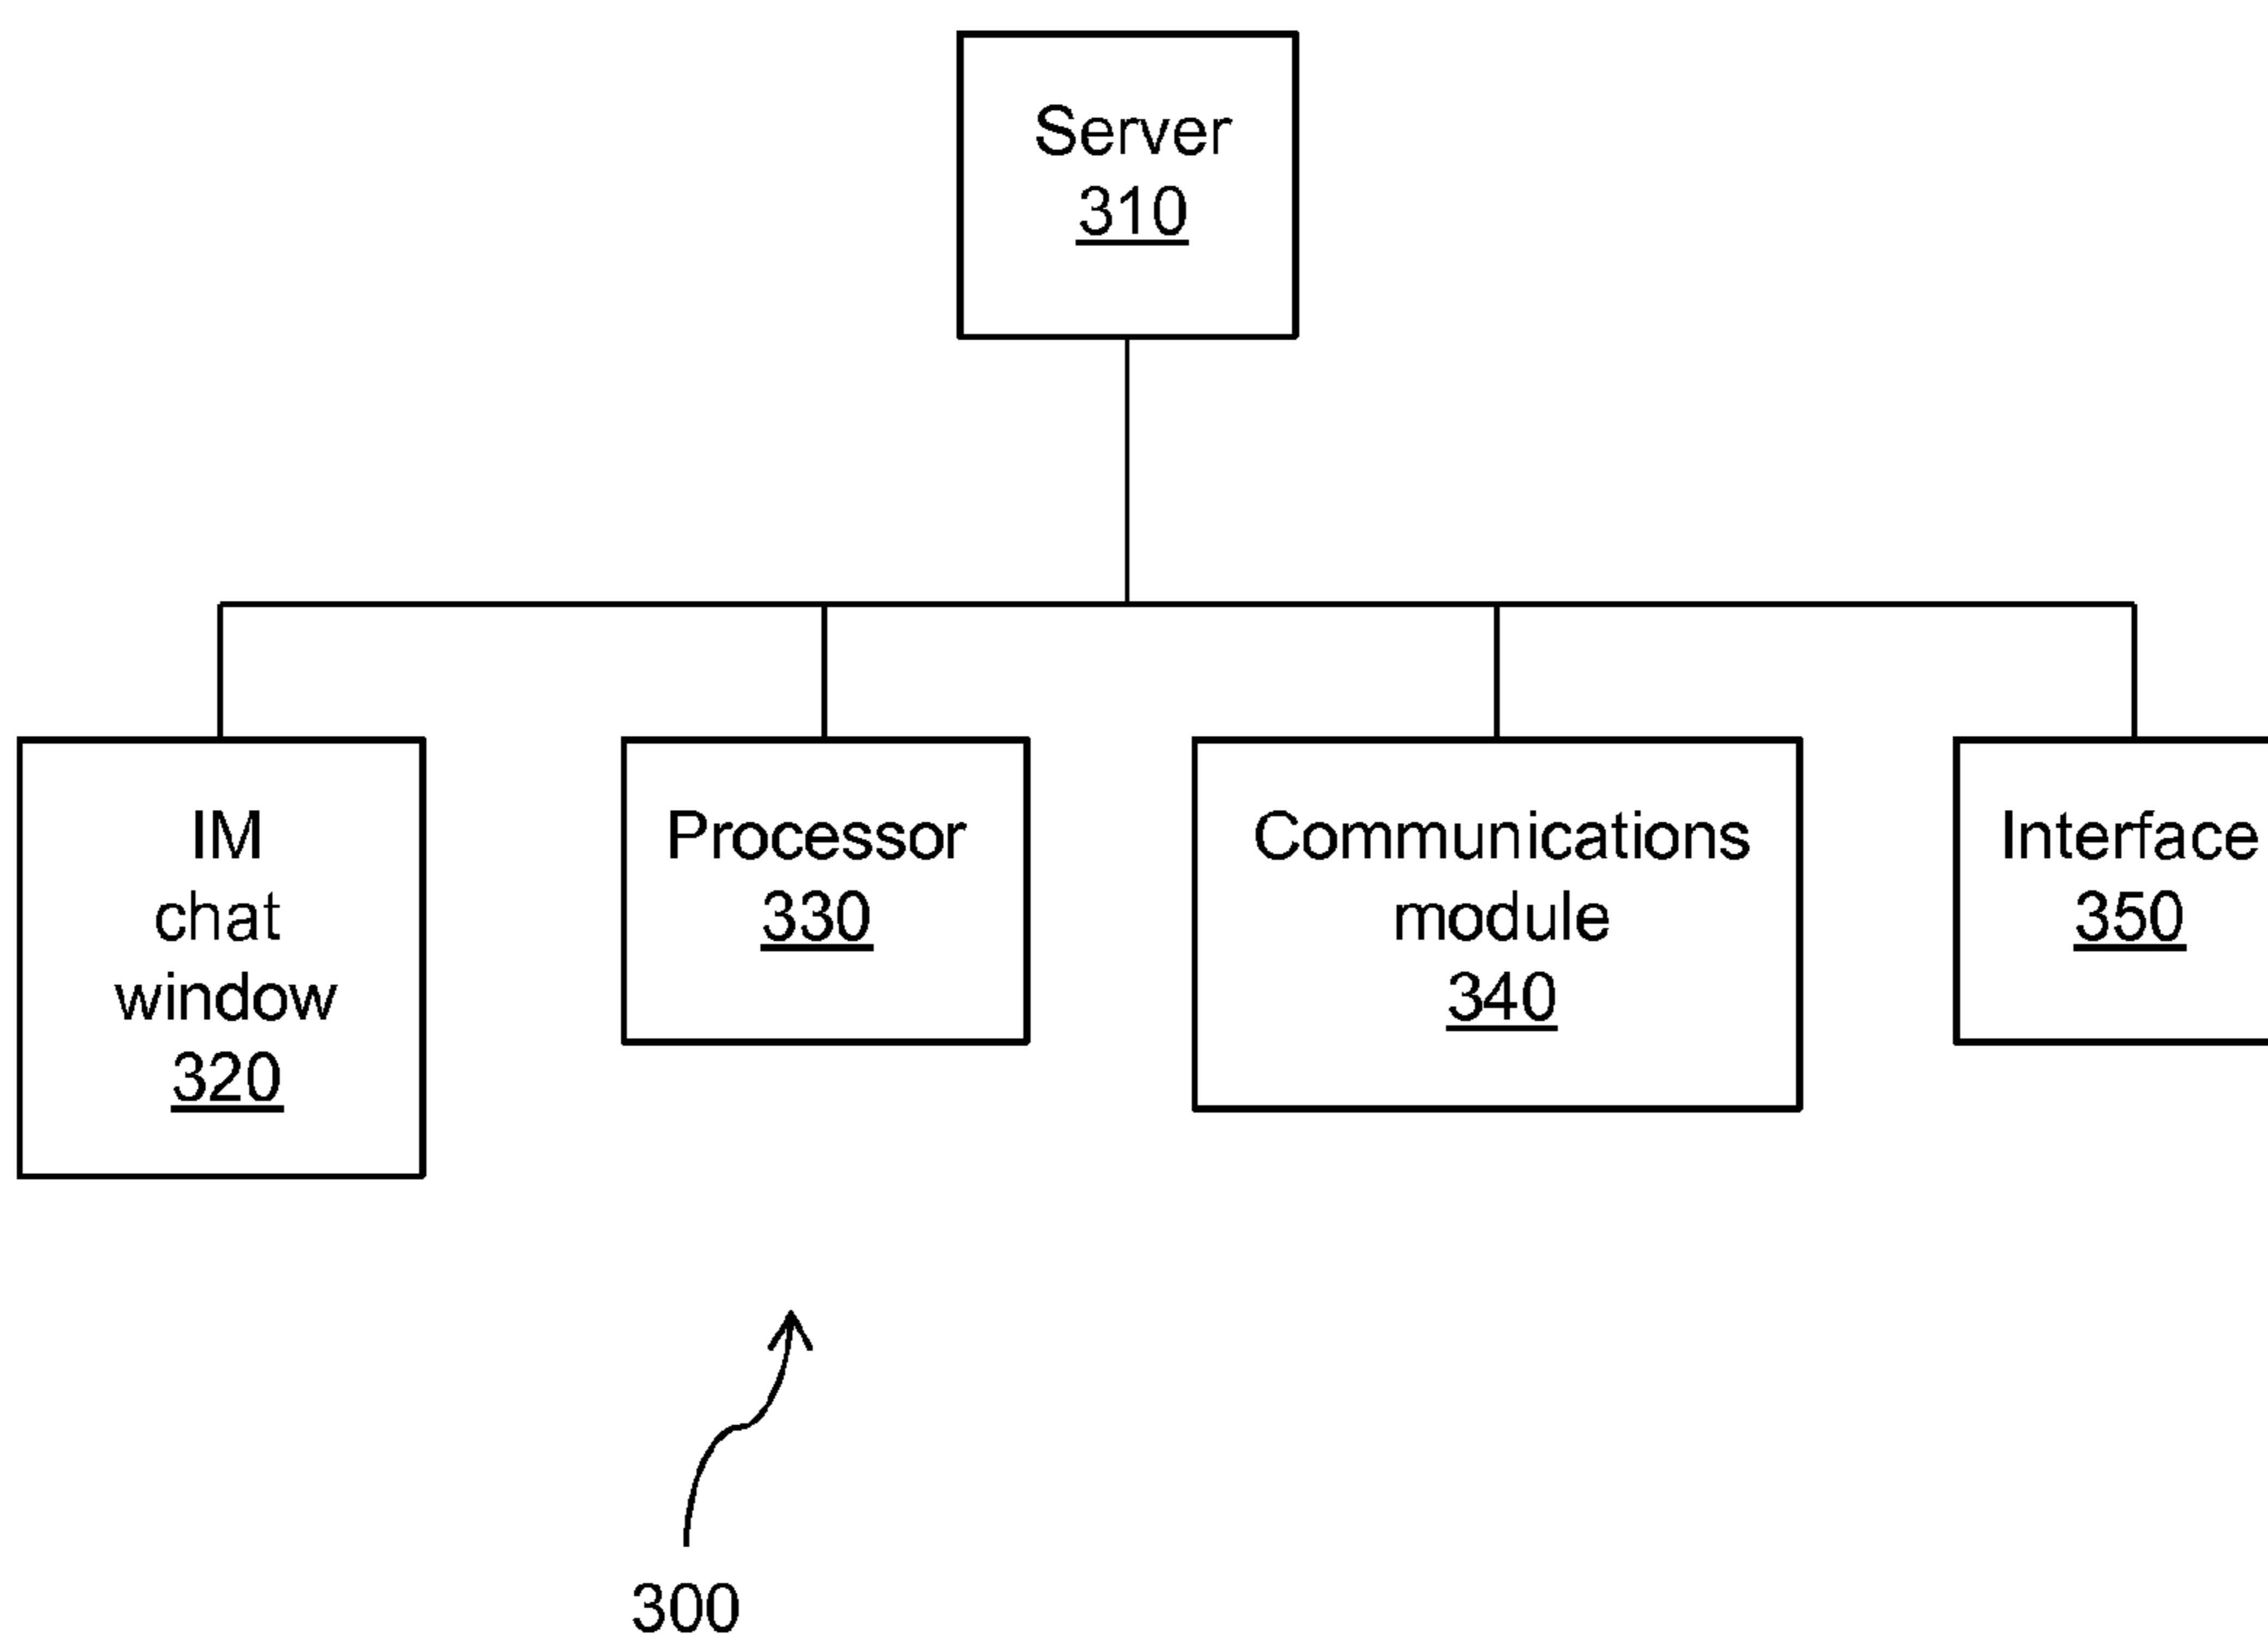 Server
310
IM
chat
window
320
Processor
330
Communications
module
340
Interface
350
300